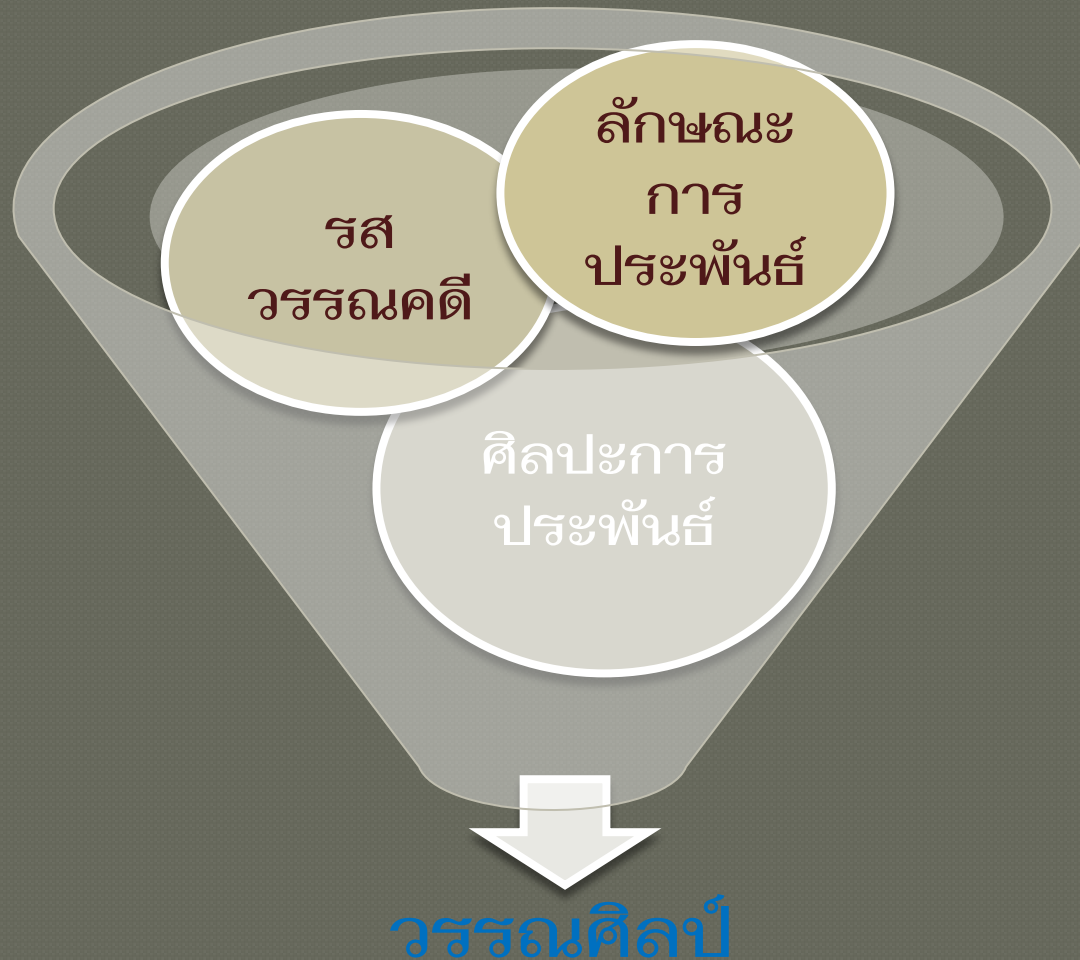 ลักษณะ
การ
ประพันธ์
รส
วรรณคดี
ศิลปะการ
ประพันธ์
วรรณศิลป์